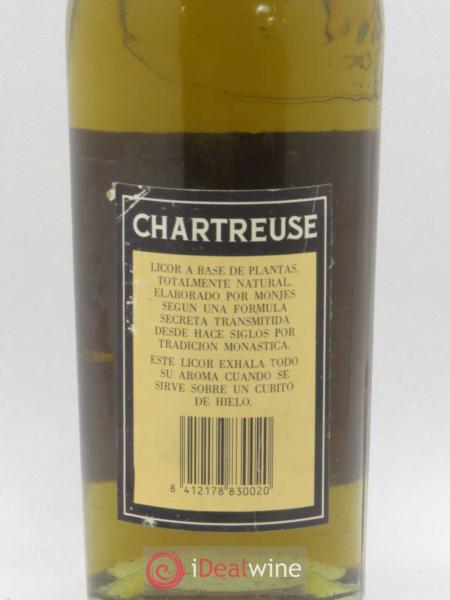 CHARTREUSE
LICOR A BASE DE PLANTAS,
TOTALMENTE NATURAL,
ELABORADO POR MONJES
SEGUN UNA FORMULA
SECRETA TRANSMITIDA
DESDE HACE SIGLOS POR
TRADICION MONASTICA.
ESTE LICOR EXHALA TODO
SU AROMA CUANDO SE
SIRVE SOBRE UN CUBITO
DE HIELO.
8 412178 830020
iDealwine